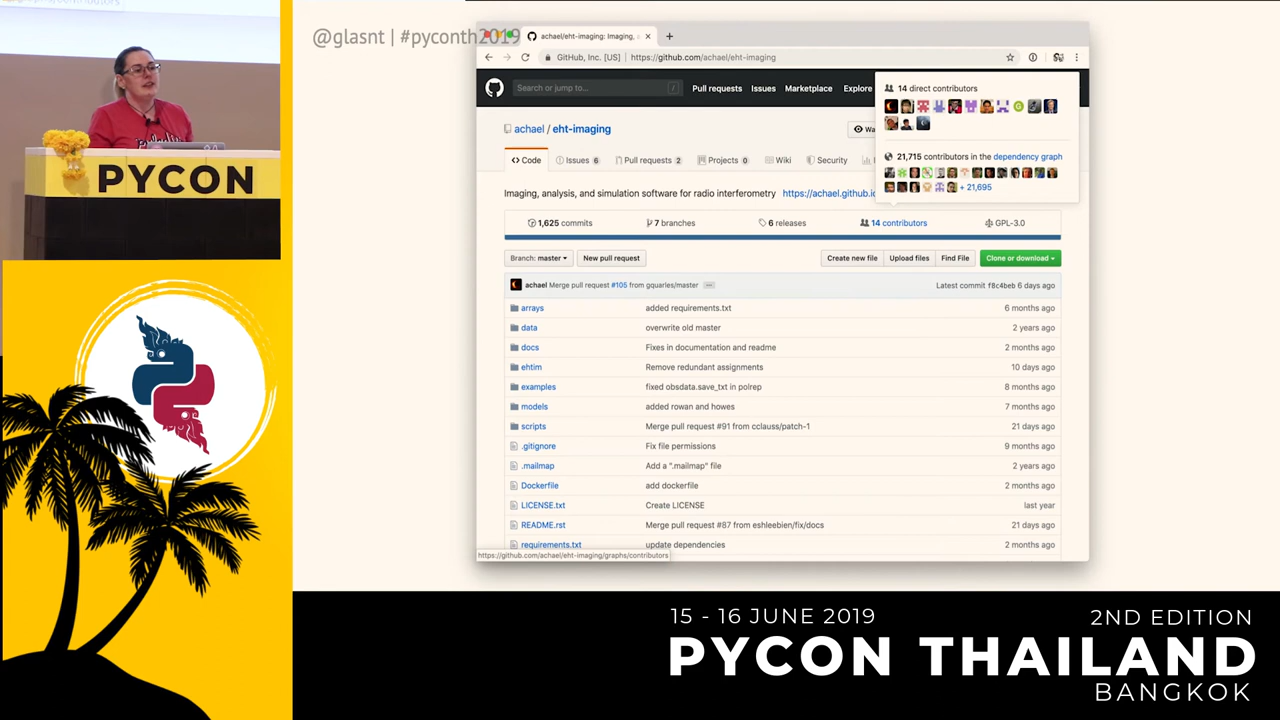 @glasnt | #pyconth2019
achael/eht-imaging: Imaging,
GitHub, Inc. [US] | https://github.com/achael/eht-imaging
Search or jump to... /
Pull requests Issues Marketplace Explore
14 direct contributors
21,715 contributors in the dependency graph
+ 21,695
achael / eht-imaging
Wa
Code Issues 6 Pull requests 2 Projects 0 Wiki Security
Imaging, analysis, and simulation software for radio interferometry https://achael.github.io
1,625 commits 7 branches 6 releases 14 contributors GPL-3.0
Branch: master New pull request Create new file Upload files Find File Clone or download
achael Merge pull request #105 from gquarles/master ... Latest commit f8c4beb 6 days ago
arrays added requirements.txt 6 months ago
data overwrite old master 2 years ago
docs Fixes in documentation and readme 2 months ago
ehtim Remove redundant assignments 10 days ago
examples fixed obsdata.save_txt in polrep 8 months ago
models added rowan and howes 7 months ago
scripts Merge pull request #91 from cclauss/patch-1 21 days ago
.gitignore Fix file permissions 9 months ago
.mailmap Add a ".mailmap" file 2 years ago
Dockerfile add dockerfile 2 months ago
LICENSE.txt Create LICENSE last year
README.rst Merge pull request #87 from eshleebien/fix/docs 21 days ago
requirements.txt update dependencies 2 months ago
https://github.com/achael/eht-imaging/graphs/contributors
PYCON
15 - 16 JUNE 2019 2ND EDITION
PYCON THAILAND
BANGKOK